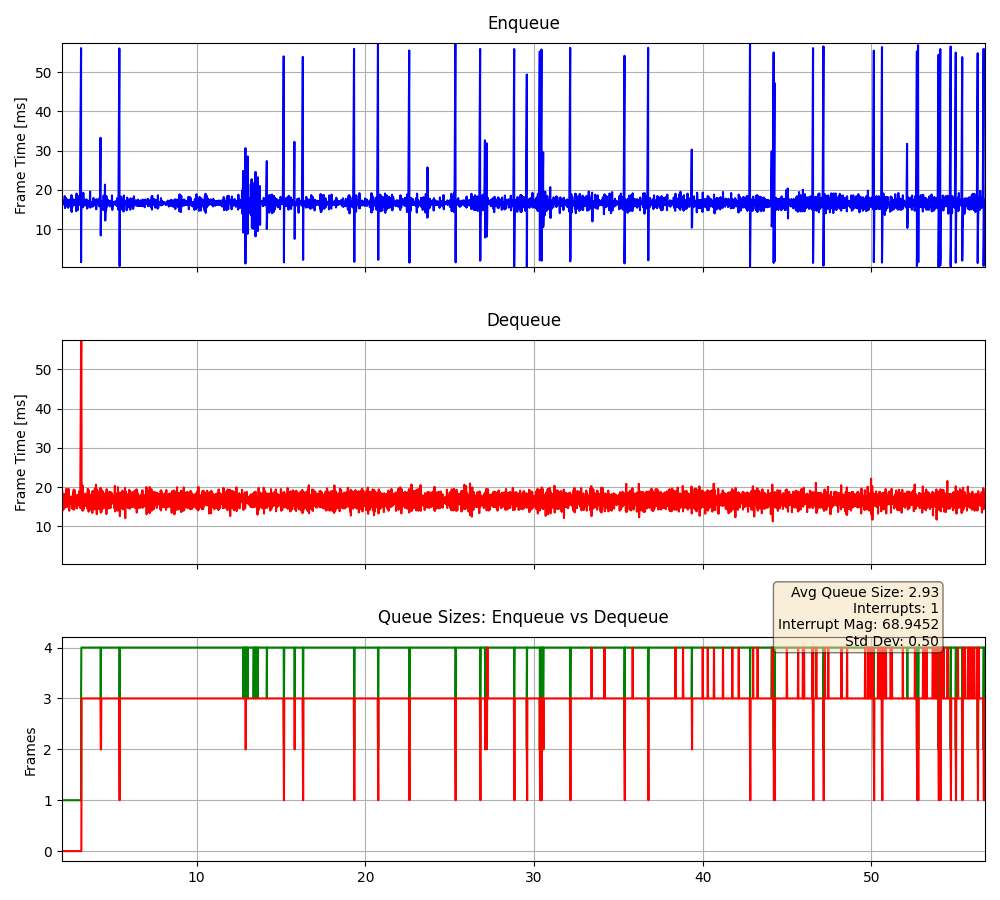 Enqueue
Frame Time [ms]
50
40
30
20
10
Dequeue
Frame Time [ms]
50
40
30
20
10
Avg Queue Size: 2.93
Interrupts: 1
Interrupt Mag: 68.9452
Std Dev: 0.50
Queue Sizes: Enqueue vs Dequeue
Frames
4
3
2
1
0
10 20 30 40 50